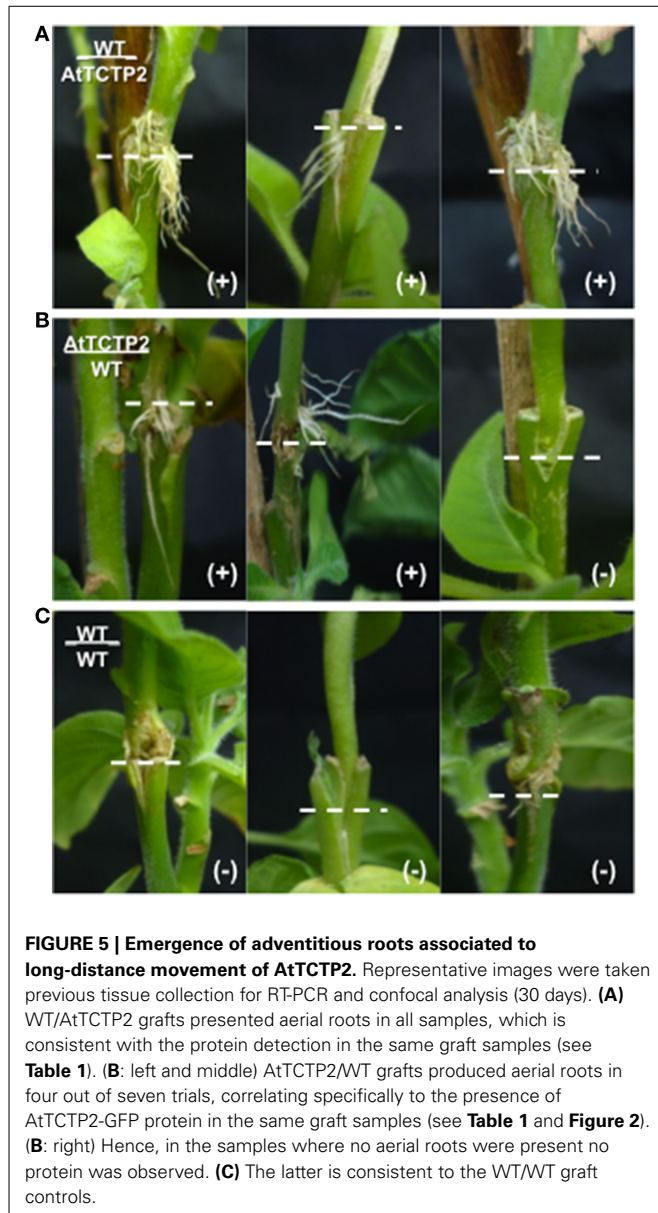 A
WT
AtTCTP2
(+)
(+)
(+)
B
AtTCTP2
WT
(+)
(+)
(-)
C
WT
WT
(-)
(-)
(-)
FIGURE 5 | Emergence of adventitious roots associated to
long-distance movement of AtTCTP2. Representative images were taken
previous tissue collection for RT-PCR and confocal analysis (30 days). (A)
WT/AtTCTP2 grafts presented aerial roots in all samples, which is
consistent with the protein detection in the same graft samples (see
Table 1). (B: left and middle) AtTCTP2/WT grafts produced aerial roots in
four out of seven trials, correlating specifically to the presence of
AtTCTP2-GFP protein in the same graft samples (see Table 1 and Figure 2).
(B: right) Hence, in the samples where no aerial roots were present no
protein was observed. (C) The latter is consistent to the WT/WT graft
controls.